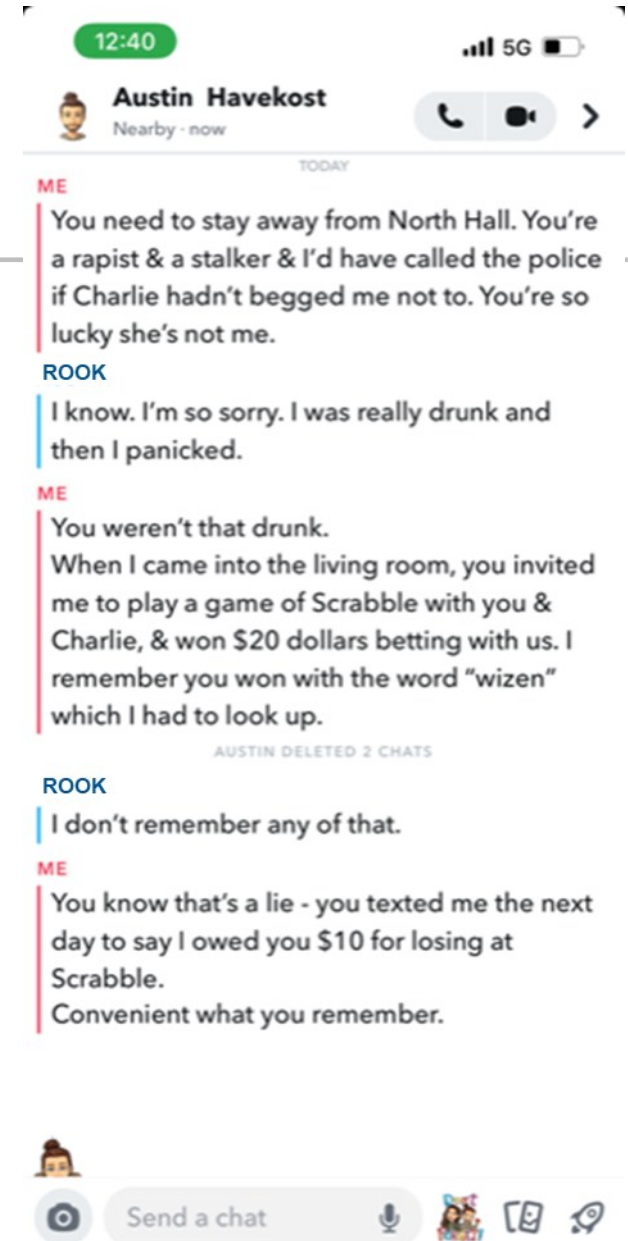 12:40
5G
Austin Havekost
Nearby · now
TODAY
ME
You need to stay away from North Hall. You’re
a rapist & a stalker & I’d have called the police
if Charlie hadn’t begged me not to. You’re so
lucky she’s not me.
ROOK
I know. I’m so sorry. I was really drunk and
then I panicked.
ME
You weren’t that drunk.
When I came into the living room, you invited
me to play a game of Scrabble with you &
Charlie, & won $20 dollars betting with us. I
remember you won with the word “wizen”
which I had to look up.
AUSTIN DELETED 2 CHATS
ROOK
I don’t remember any of that.
ME
You know that’s a lie - you texted me the next
day to say I owed you $10 for losing at
Scrabble.
Convenient what you remember.
Send a chat